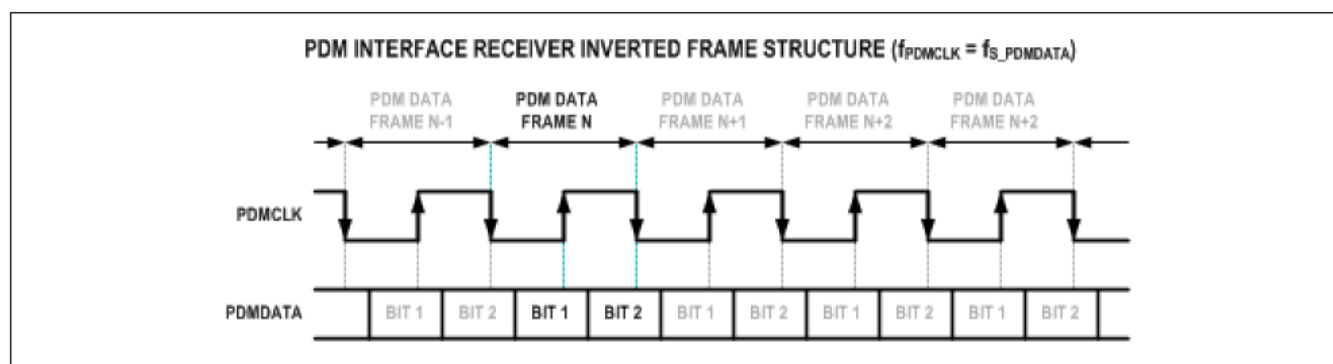 PDM INTERFACE RECEIVER INVERTED FRAME STRUCTURE (fPDMCLK = fS_PDMDATA)
PDM DATA FRAME N-1
PDM DATA FRAME N
PDM DATA FRAME N+1
PDM DATA FRAME N+2
PDM DATA FRAME N+2
PDMCLK
PDMDATA BIT 1 BIT 2 BIT 1 BIT 2 BIT 1 BIT 2 BIT 1 BIT 2 BIT 1 BIT 2